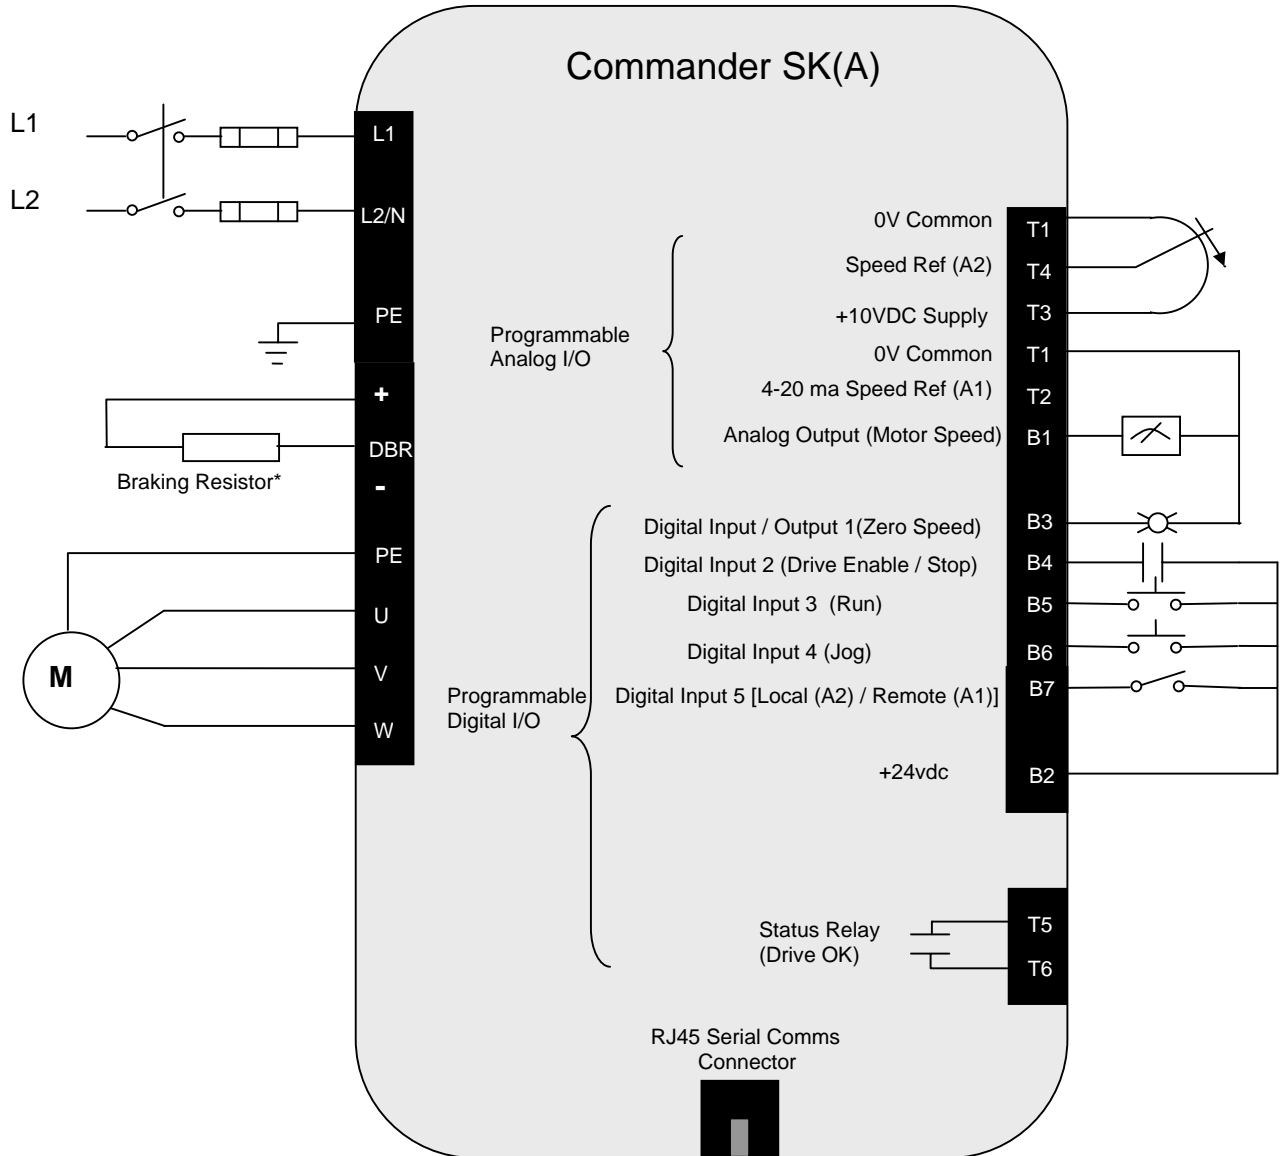 Commander SK(A)
L1
L1
L2
L2/N
PE
+
DBR
Braking Resistor*
-
PE
U
V
W
M
Programmable
Analog I/O
0V Common T1
Speed Ref (A2) T4
+10VDC Supply T3
0V Common T1
4-20 ma Speed Ref (A1) T2
Analog Output (Motor Speed) B1
Programmable
Digital I/O
Digital Input / Output 1(Zero Speed) B3
Digital Input 2 (Drive Enable / Stop) B4
Digital Input 3 (Run) B5
Digital Input 4 (Jog) B6
Digital Input 5 [Local (A2) / Remote (A1)] B7
+24vdc B2
Status Relay
(Drive OK)
T5
T6
RJ45 Serial Comms
Connector